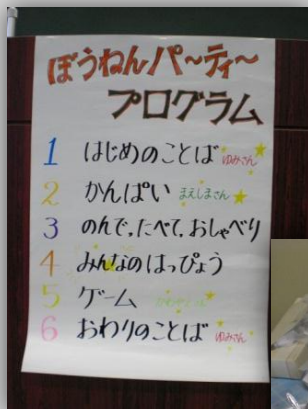 ぼうねんパ〜ティ〜
プログラム
1 はじめのことば ゆみさん
2 かんぱい まえしまさん
3 のんで,たべて,おしゃべり
4 みんなのはっぴょう
5 ゲーム
6 おわりのことば ゆみさん